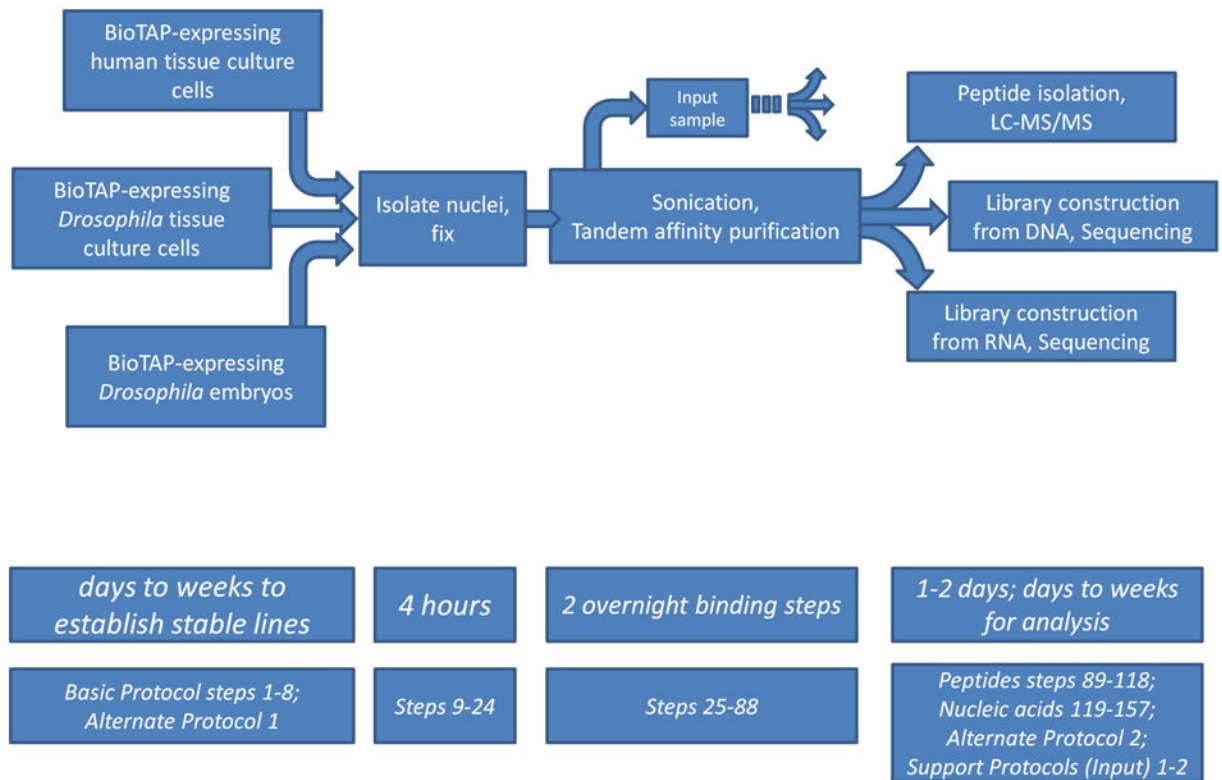 BioTAP-expressing
human tissue culture
cells
BioTAP-expressing
Drosophila tissue
culture cells
BioTAP-expressing
Drosophila embryos
Isolate nuclei,
fix
Input
sample
Sonication,
Tandem affinity purification
Peptide isolation,
LC-MS/MS
Library construction
from DNA, Sequencing
Library construction
from RNA, Sequencing
days to weeks to
establish stable lines
4 hours
2 overnight binding steps
1-2 days; days to weeks
for analysis
Basic Protocol steps 1-8;
Alternate Protocol 1
Steps 9-24
Steps 25-88
Peptides steps 89-118;
Nucleic acids 119-157;
Alternate Protocol 2;
Support Protocols (Input) 1-2